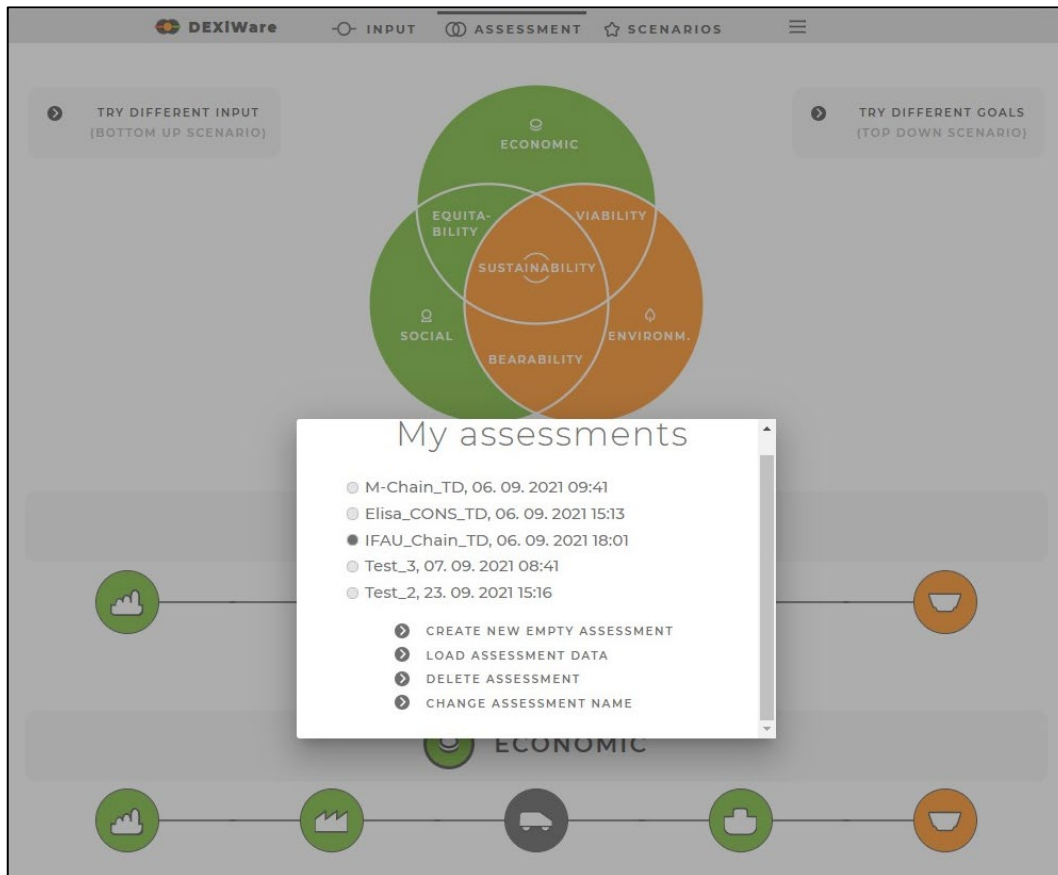 DEXiWare
INPUT
ASSESSMENT
SCENARIOS
TRY DIFFERENT INPUT
(BOTTOM UP SCENARIO)
TRY DIFFERENT GOALS
(TOP DOWN SCENARIO)
ECONOMIC
EQUITA-
BILITY
VIABILITY
SUSTAINABILITY
SOCIAL
ENVIRONM.
BEARABILITY
My assessments
M-Chain_TD, 06. 09. 2021 09:41
Elisa_CONS_TD, 06. 09. 2021 15:13
IFAU_Chain_TD, 06. 09. 2021 18:01
Test_3, 07. 09. 2021 08:41
Test_2, 23. 09. 2021 15:16
CREATE NEW EMPTY ASSESSMENT
LOAD ASSESSMENT DATA
DELETE ASSESSMENT
CHANGE ASSESSMENT NAME
ECONOMIC